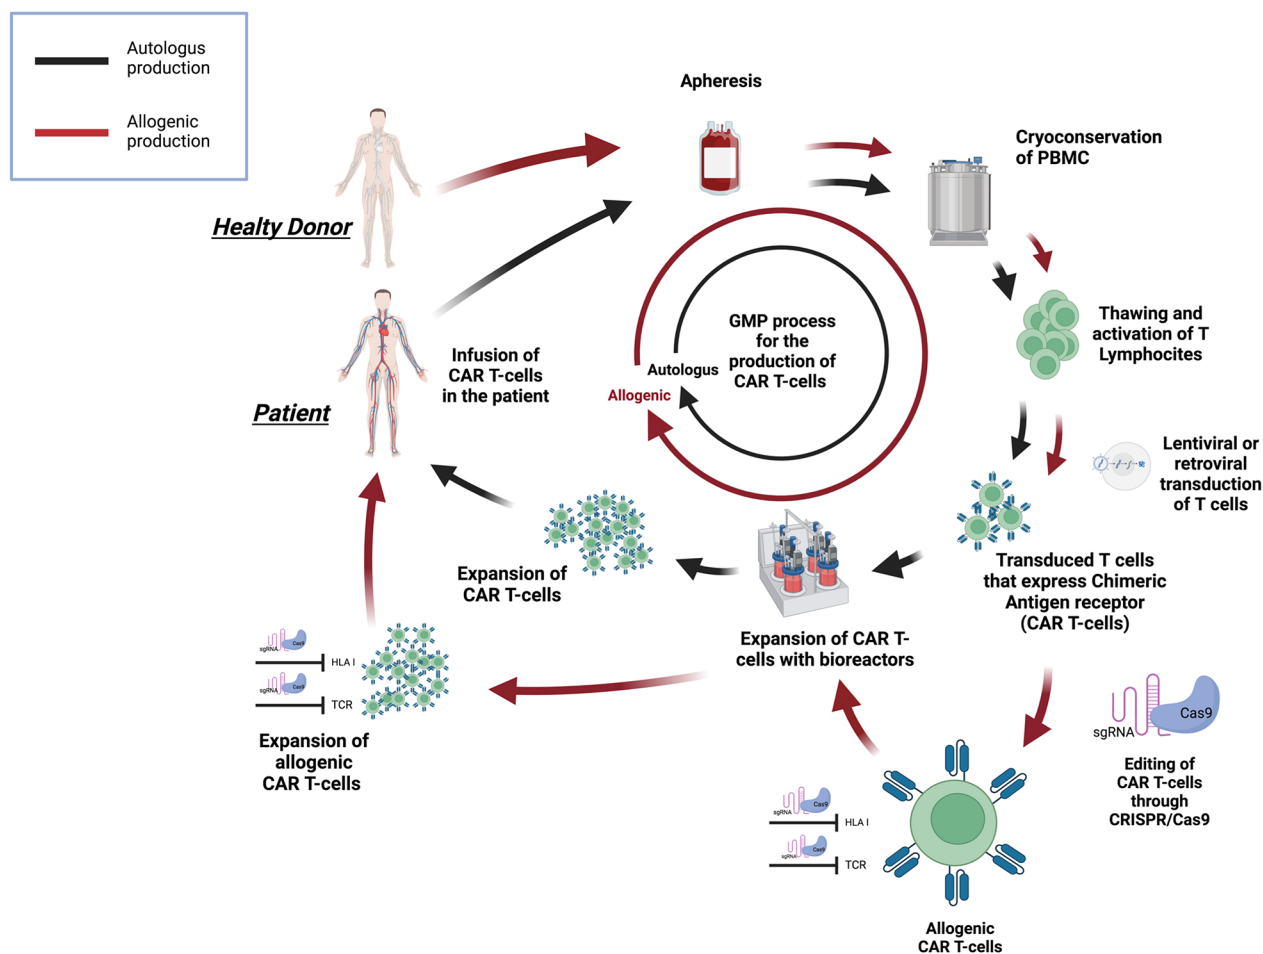 Autologus
production
Allogenic
production
Apheresis
Cryoconservation
of PBMC
Healty Donor
GMP process
for the
production of
CAR T-cells
Autologus
Allogenic
Thawing and
activation of T
Lymphocites
Infusion of
CAR T-cells
in the patient
Patient
Lentiviral or
retroviral
transduction
of T cells
Transduced T cells
that express Chimeric
Antigen receptor
(CAR T-cells)
Expansion of
CAR T-cells
Expansion of CAR T-
cells with bioreactors
sgRNA
Cas9
HLA I
sgRNA
Cas9
TCR
Expansion of
allogenic
CAR T-cells
sgRNA
Cas9
Editing of
CAR T-cells
through
CRISPR/Cas9
sgRNA
Cas9
HLA I
sgRNA
Cas9
TCR
Allogenic
CAR T-cells